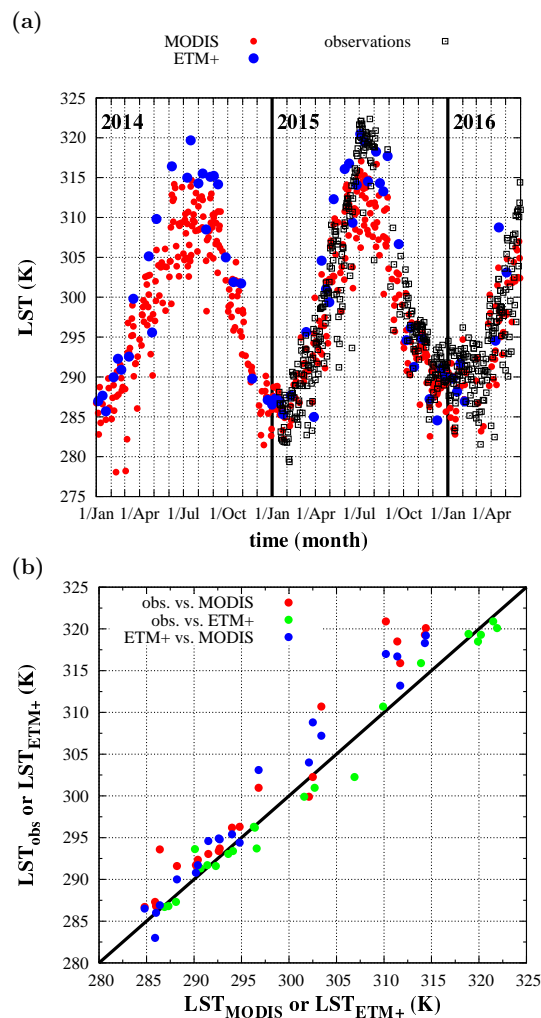 (a)
MODIS
observations
ETM+
325
2014
2015
2016
320
315
310
305
300
295
290
285
280
275
LST (K)
1/Jan 1/Apr 1/Jul 1/Oct 1/Jan 1/Apr 1/Jul 1/Oct 1/Jan 1/Apr
time (month)
(b)
325
obs. vs. MODIS
obs. vs. ETM+
ETM+ vs. MODIS
320
315
310
305
300
295
290
285
280
LSTobs or LSTETM+ (K)
280 285 290 295 300 305 310 315 320 325
LSTMODIS or LSTETM+ (K)